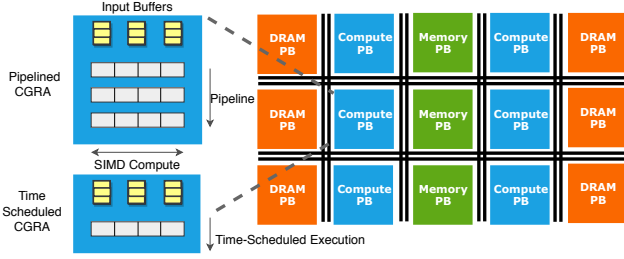 Input Buffers
Pipelined
CGRA
Pipeline
SIMD Compute
Time
Scheduled
CGRA
Time-Scheduled Execution
DRAM
PB
Compute
PB
Memory
PB
Compute
PB
DRAM
PB
DRAM
PB
Compute
PB
Memory
PB
Compute
PB
DRAM
PB
DRAM
PB
Compute
PB
Memory
PB
Compute
PB
DRAM
PB